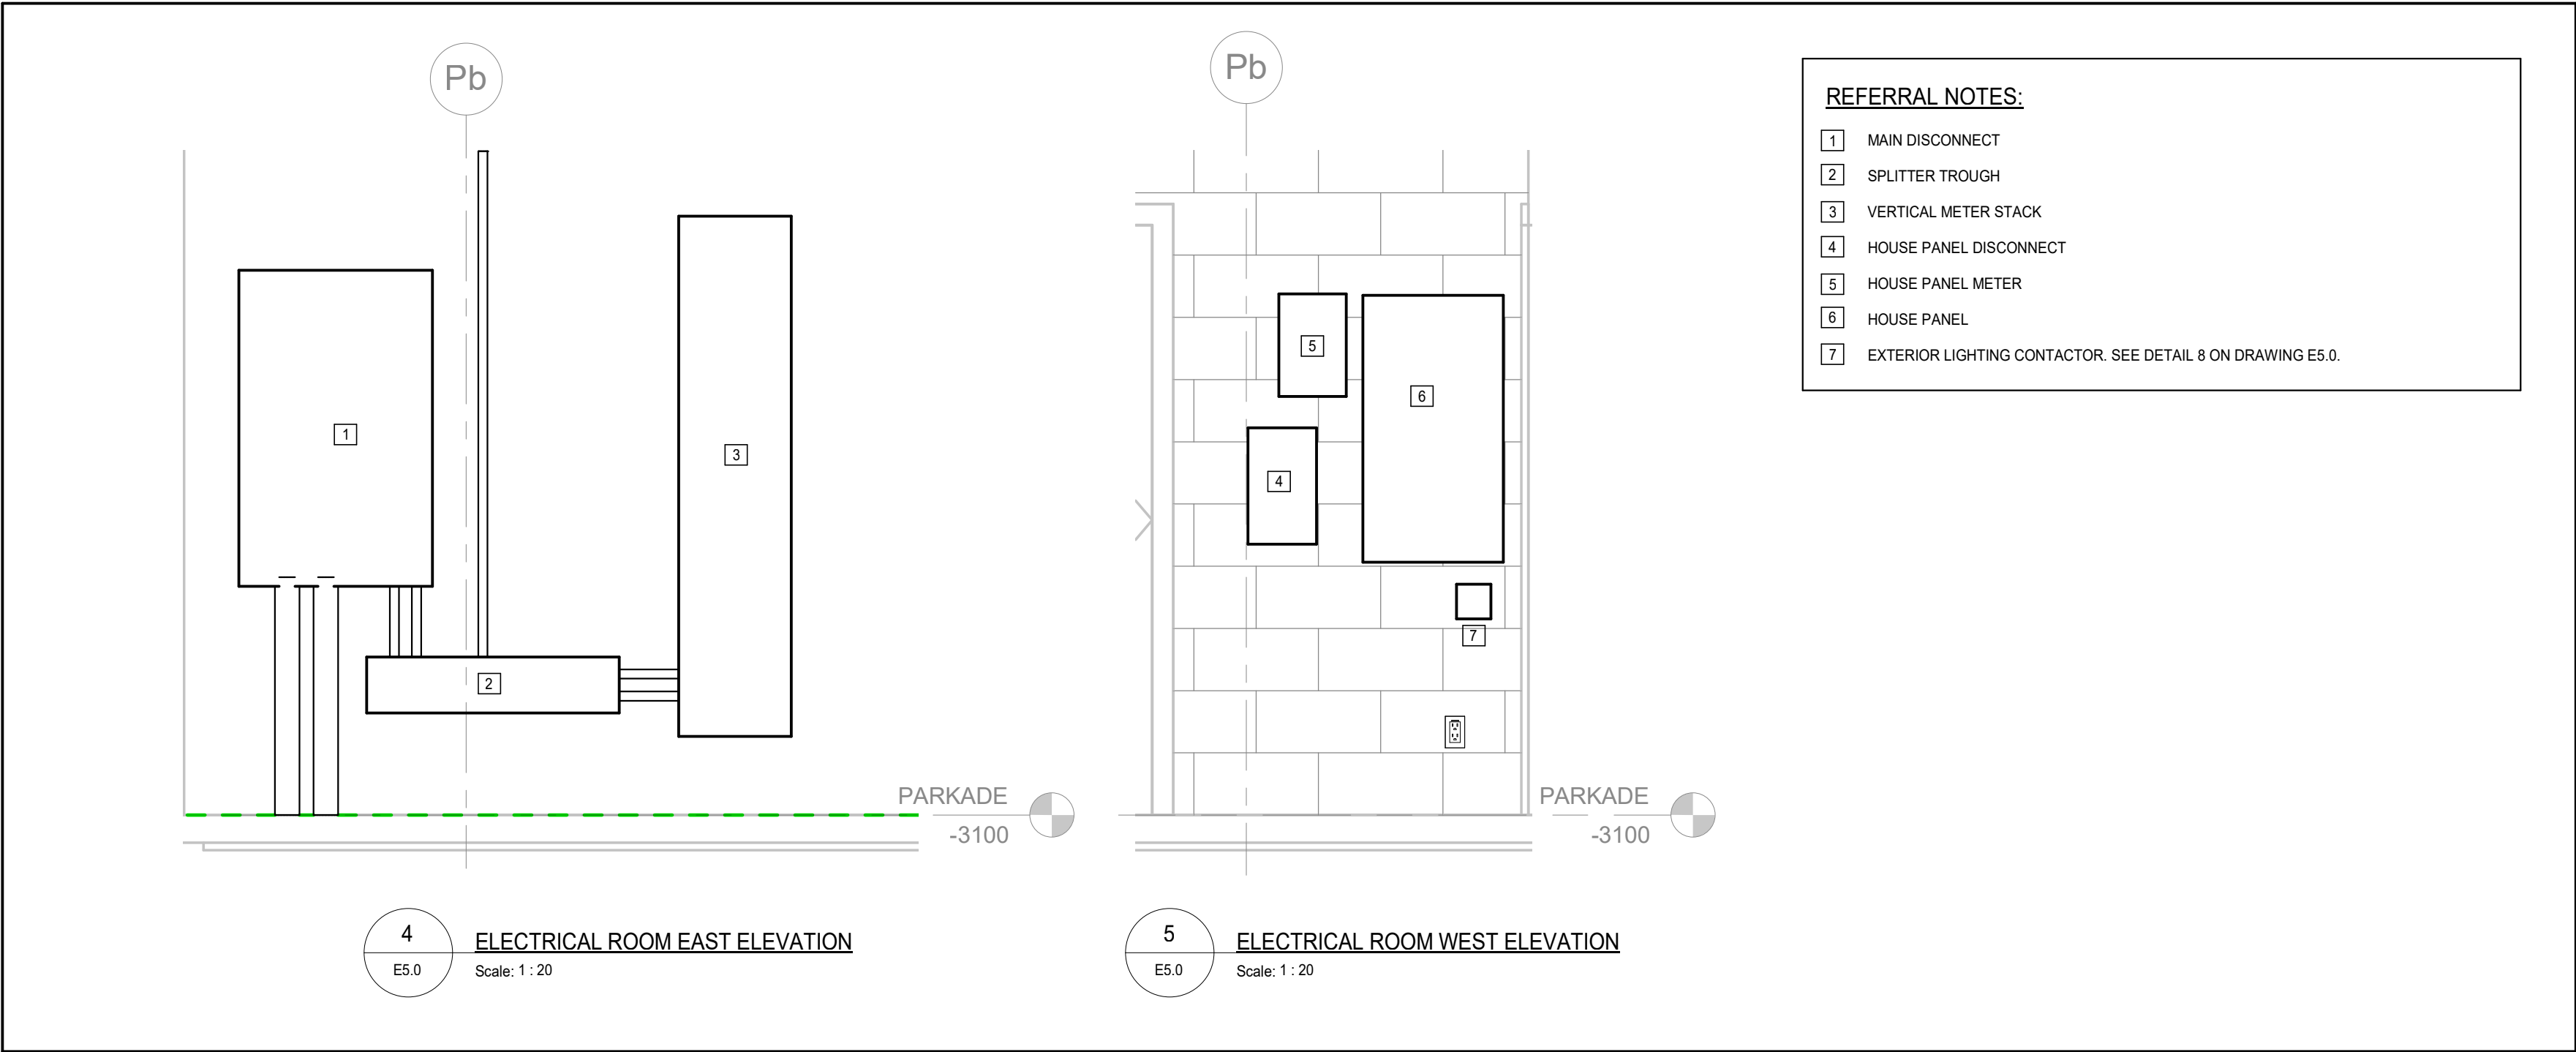 Pb
1
2
3
PARKADE
-3100
4
E5.0
ELECTRICAL ROOM EAST ELEVATION
Scale: 1 : 20
Pb
5
6
4
7
PARKADE
-3100
5
E5.0
ELECTRICAL ROOM WEST ELEVATION
Scale: 1 : 20
REFERRAL NOTES:
1 MAIN DISCONNECT
2 SPLITTER TROUGH
3 VERTICAL METER STACK
4 HOUSE PANEL DISCONNECT
5 HOUSE PANEL METER
6 HOUSE PANEL
7 EXTERIOR LIGHTING CONTACTOR. SEE DETAIL 8 ON DRAWING E5.0.